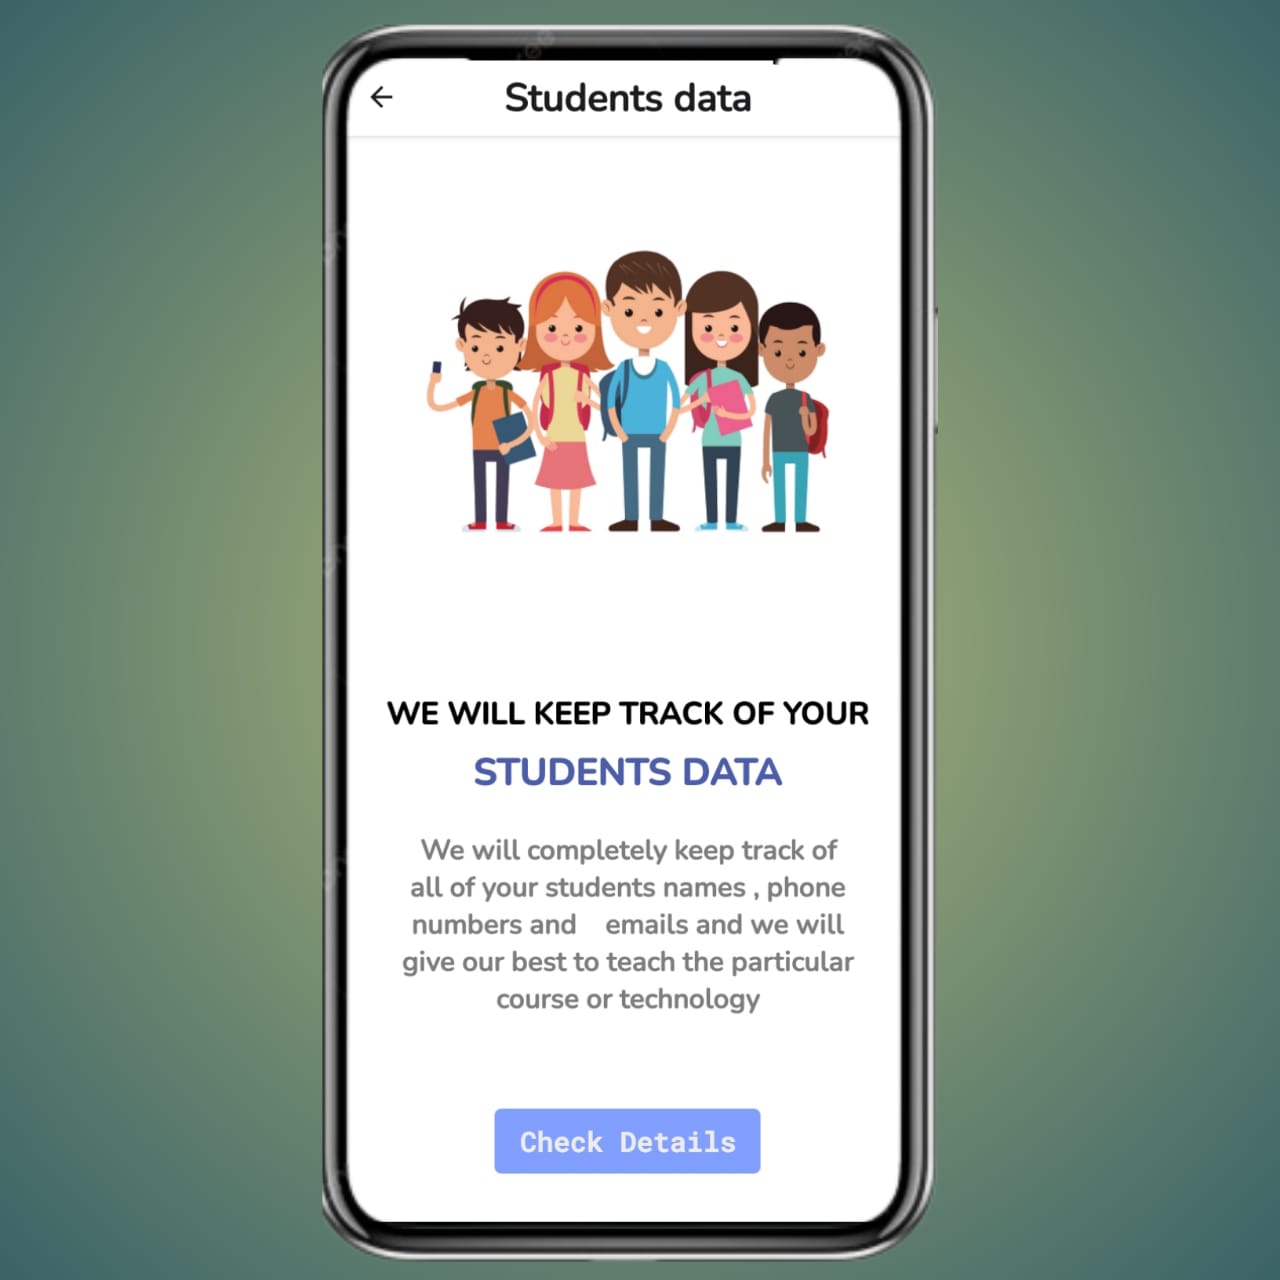 Students data
WE WILL KEEP TRACK OF YOUR
STUDENTS DATA
We will completely keep track of
all of your students names , phone
numbers and    emails and we will
give our best to teach the particular
course or technology
Check Details